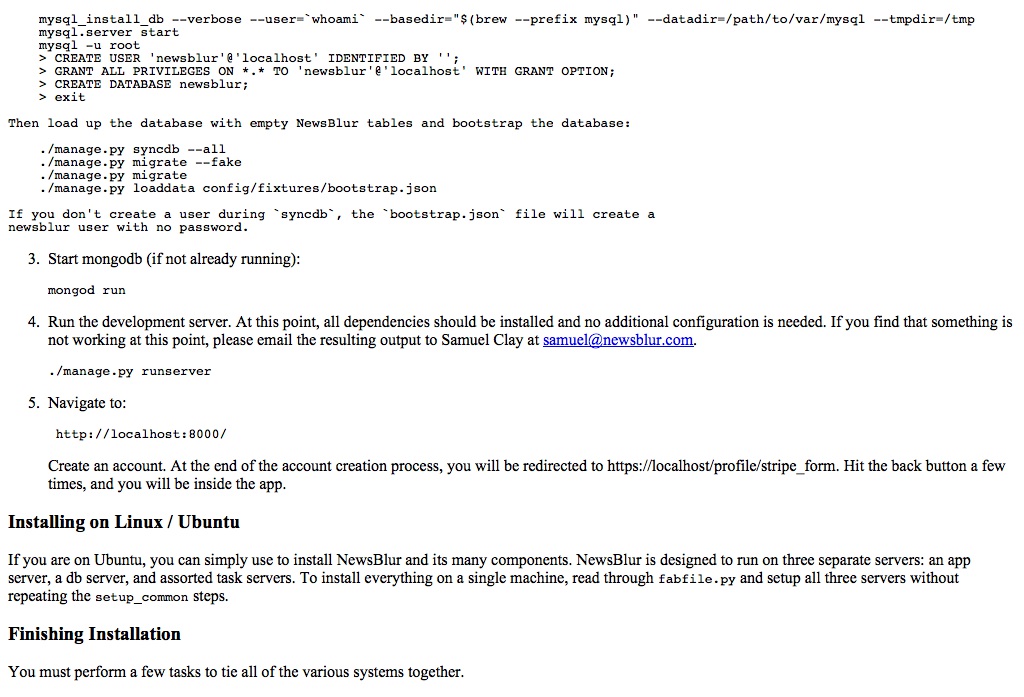 mysql_install_db --verbose --user=`whoami` --basedir="$(brew --prefix mysql)" --datadir=/path/to/var/mysql --tmpdir=/tmp
mysql.server start
mysql -u root
> CREATE USER 'newsblur'@'localhost' IDENTIFIED BY '';
> GRANT ALL PRIVILEGES ON *.* TO 'newsblur'@'localhost' WITH GRANT OPTION;
> CREATE DATABASE newsblur;
> exit
Then load up the database with empty NewsBlur tables and bootstrap the database:
./manage.py syncdb --all
./manage.py migrate --fake
./manage.py migrate
./manage.py loaddata config/fixtures/bootstrap.json
If you don't create a user during `syncdb`, the `bootstrap.json` file will create a
newsblur user with no password.
3. Start mongodb (if not already running):
mongod run
4. Run the development server. At this point, all dependencies should be installed and no additional configuration is needed. If you find that something is
not working at this point, please email the resulting output to Samuel Clay at samuel@newsblur.com.
./manage.py runserver
5. Navigate to:
http://localhost:8000/
Create an account. At the end of the account creation process, you will be redirected to https://localhost/profile/stripe_form. Hit the back button a few
times, and you will be inside the app.
Installing on Linux / Ubuntu
If you are on Ubuntu, you can simply use to install NewsBlur and its many components. NewsBlur is designed to run on three separate servers: an app
server, a db server, and assorted task servers. To install everything on a single machine, read through fabfile.py and setup all three servers without
repeating the setup_common steps.
Finishing Installation
You must perform a few tasks to tie all of the various systems together.